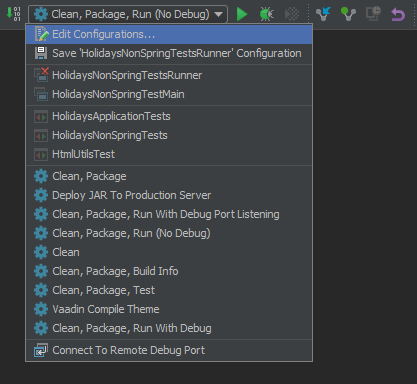 Clean, Package, Run (No Debug)
Edit Configurations...
Save 'HolidaysNonSpringTestsRunner' Configuration
HolidaysNonSpringTestsRunner
HolidaysNonSpringTestMain
HolidaysApplicationTests
HolidaysNonSpringTests
HtmlUtilsTest
Clean, Package
Deploy JAR To Production Server
Clean, Package, Run With Debug Port Listening
Clean, Package, Run (No Debug)
Clean
Clean, Package, Build Info
Clean, Package, Test
Vaadin Compile Theme
Clean, Package, Run With Debug
Connect To Remote Debug Port